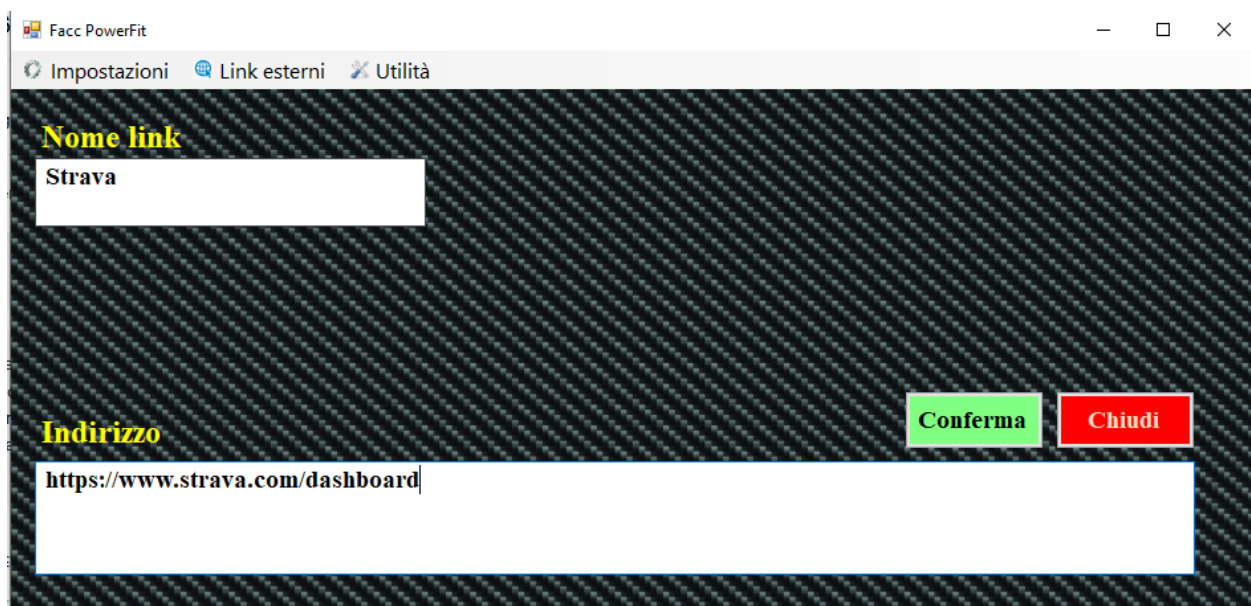 Facc PowerFit
Impostazioni Link esterni Utilità
Nome link
Strava
Conferma Chiudi
Indirizzo
https://www.strava.com/dashboard